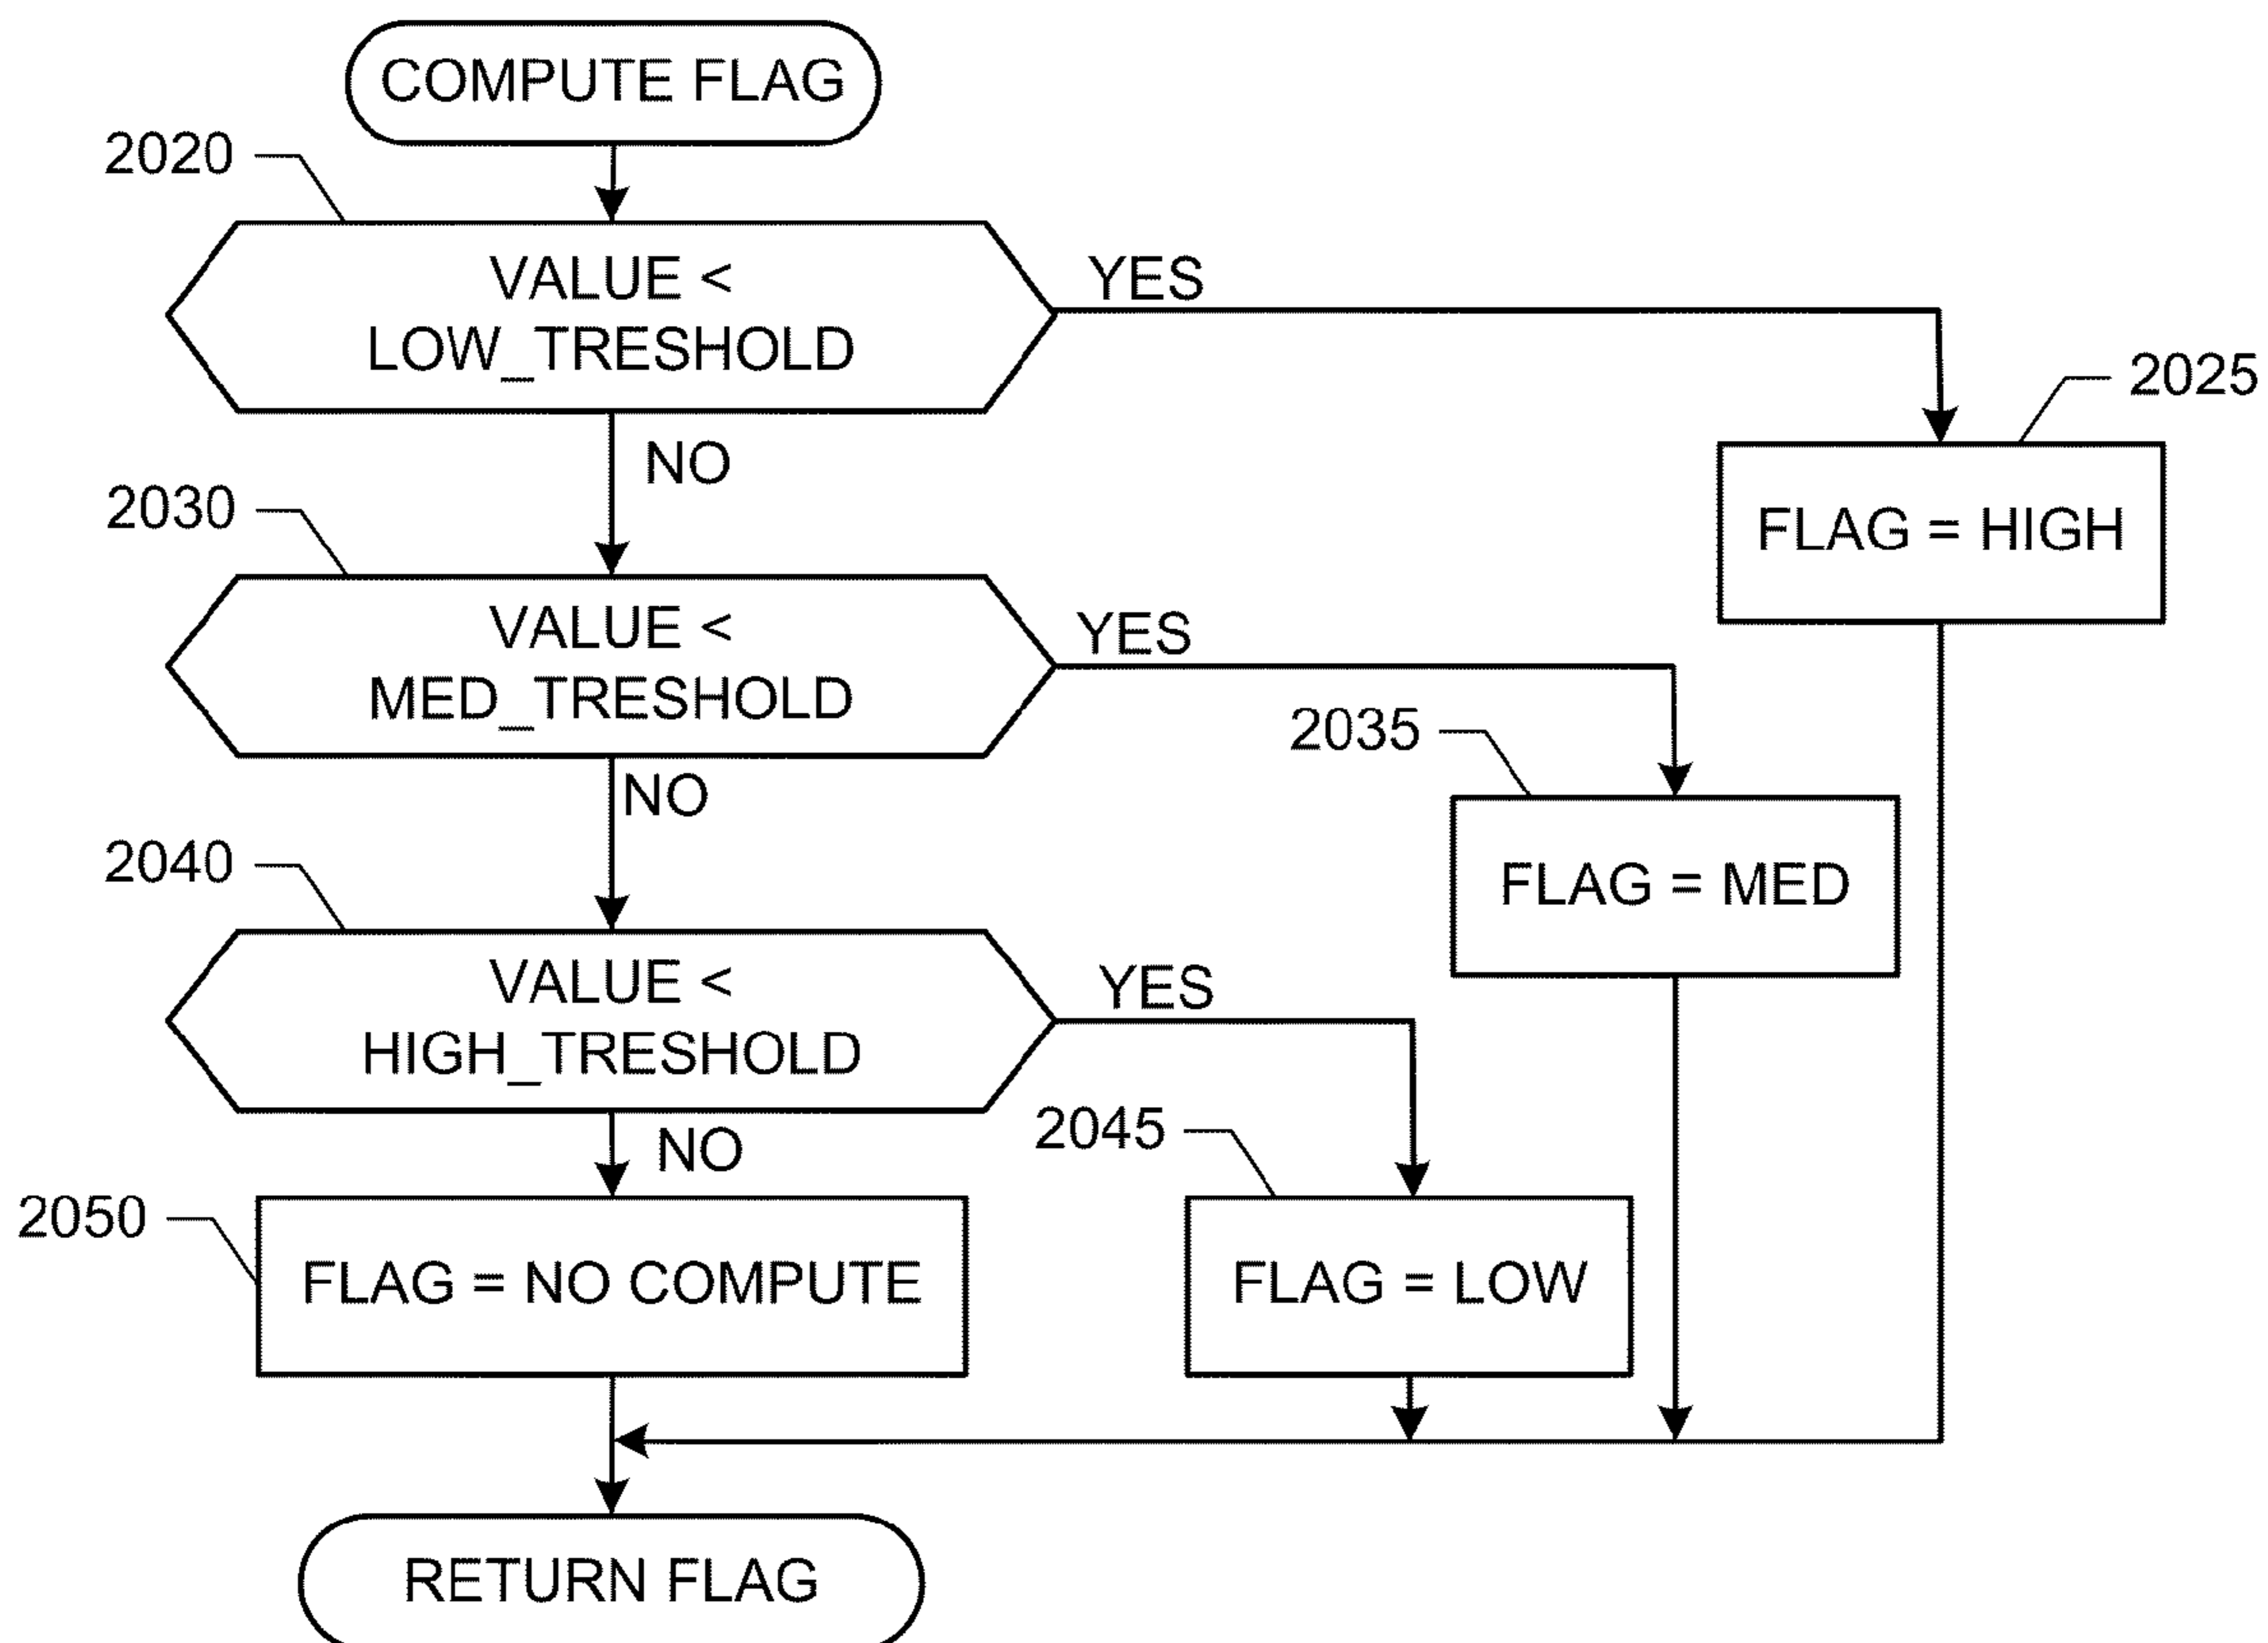 COMPUTE FLAG
2020
VALUE <
LOW_TRESHOLD
YES
2025
FLAG = HIGH
NO
2030
VALUE <
MED_TRESHOLD
YES
2035
FLAG = MED
NO
2040
VALUE <
HIGH_TRESHOLD
YES
2045
FLAG = LOW
NO
2050
FLAG = NO COMPUTE
RETURN FLAG